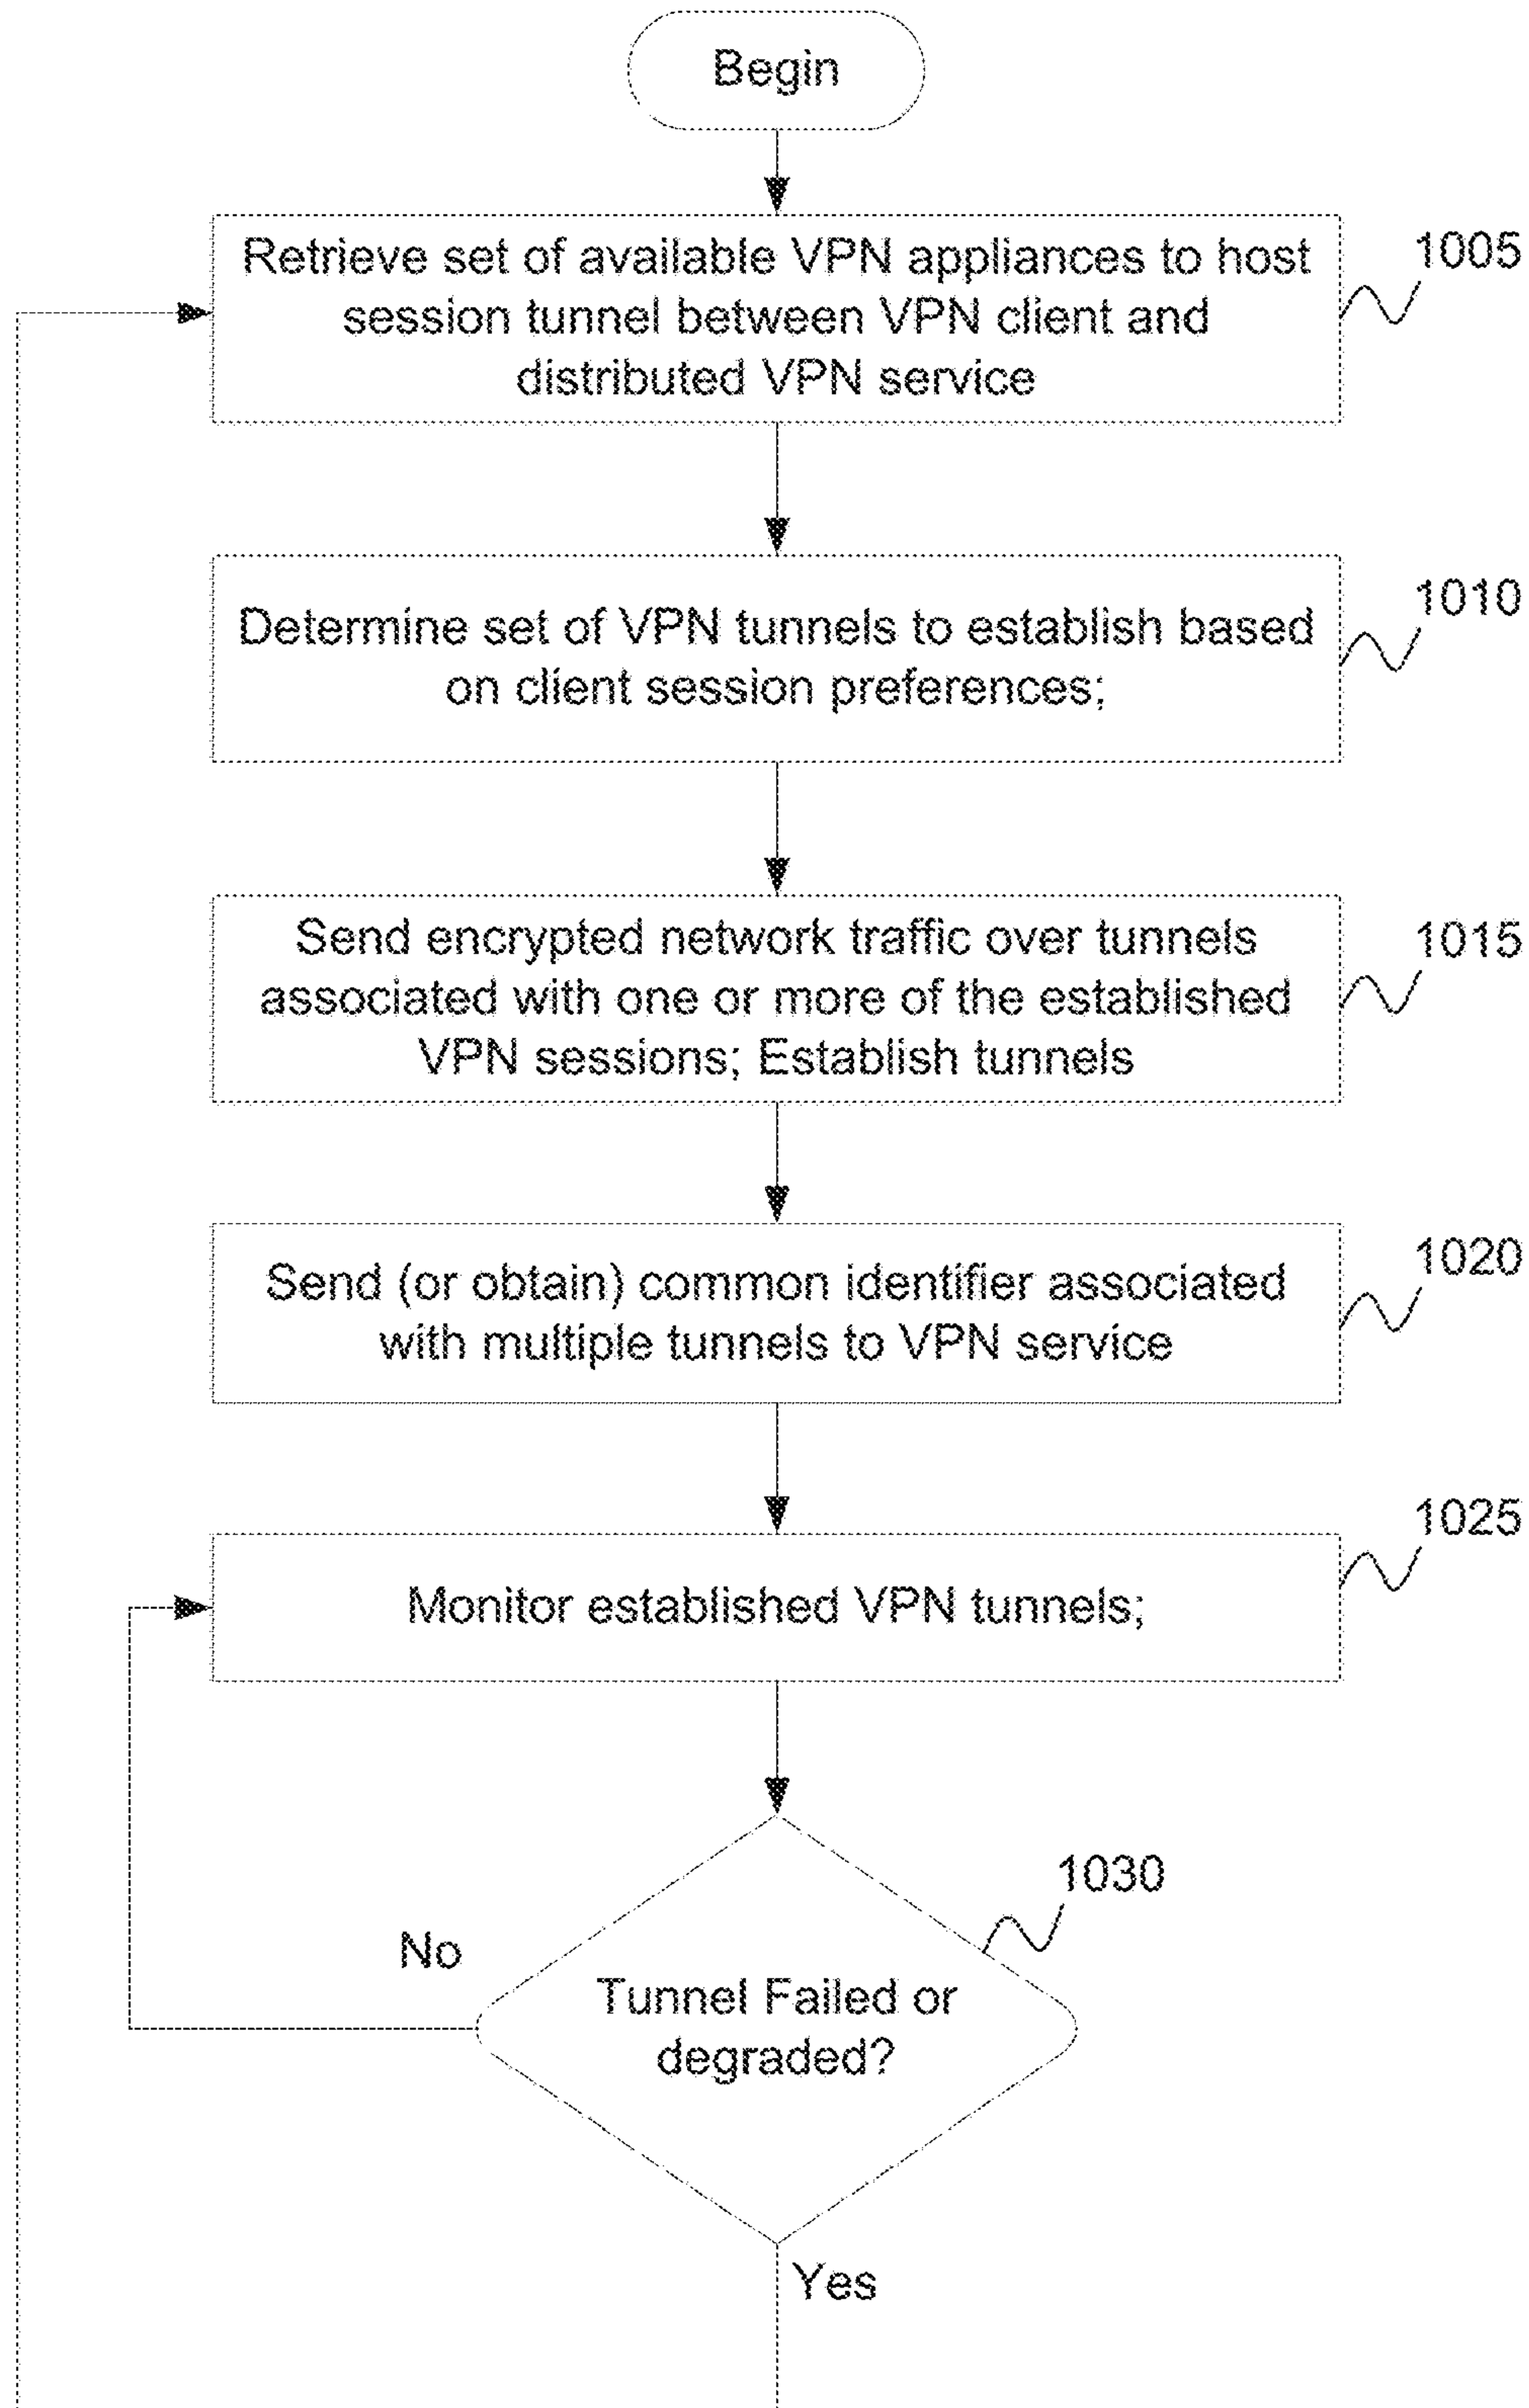 Begin
Retrieve set of available VPN appliances to host
session tunnel between VPN client and
distributed VPN service
1005
Determine set of VPN tunnels to establish based
on client session preferences;
1010
Send encrypted network traffic over tunnels
associated with one or more of the established
VPN sessions; Establish tunnels
1015
Send (or obtain) common identifier associated
with multiple tunnels to VPN service
1020
Monitor established VPN tunnels;
1025
Tunnel Failed or
degraded?
1030
No
Yes